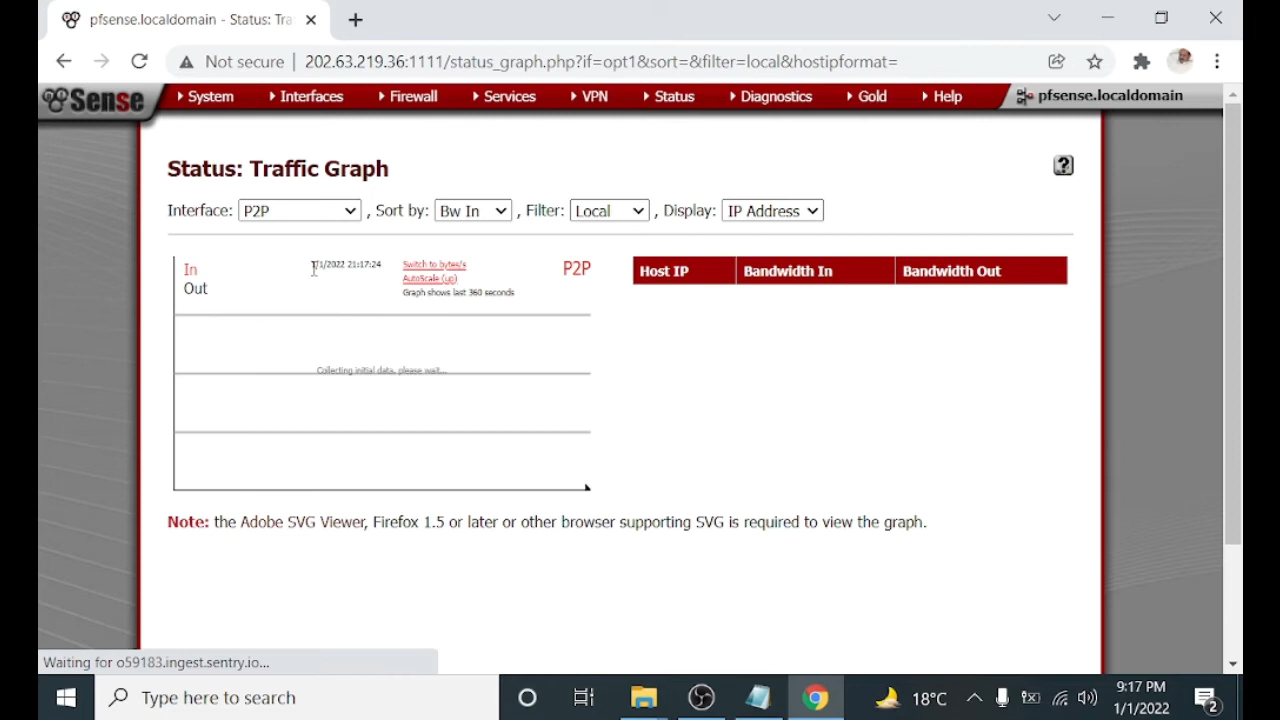 pfsense.localdomain - Status: Tra
Not secure | 202.63.219.36:1111/status_graph.php?if=opt1&sort=&filter=local&hostipformat=
Sense System Interfaces Firewall Services VPN Status Diagnostics Gold Help pfsense.localdomain
Status: Traffic Graph
?
Interface: P2P , Sort by: Bw In , Filter: Local , Display: IP Address
In
Out
1/1/2022 21:17:24
Switch to bytes/s
AutoScale (up)
Graph shows last 360 seconds
P2P
Host IP Bandwidth In Bandwidth Out
Collecting initial data, please wait...
Note: the Adobe SVG Viewer, Firefox 1.5 or later or other browser supporting SVG is required to view the graph.
Waiting for o59183.ingest.sentry.io...
Type here to search
18°C
9:17 PM
1/1/2022
2